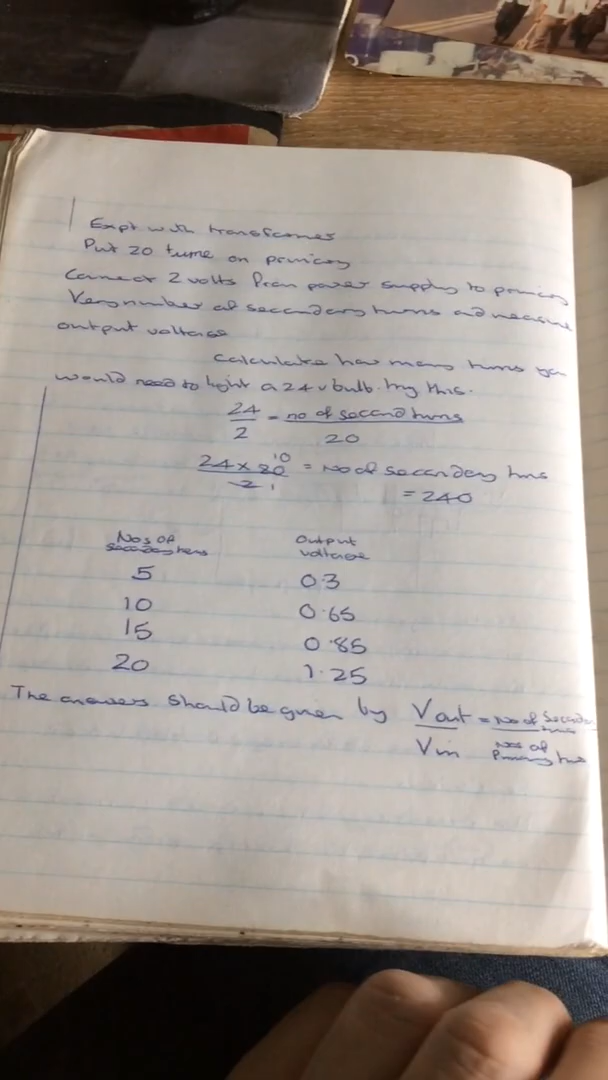 Expt with transformes
Put 20 turne on primary
Connect 2 volts from power supply to primary
Vary number of secondary turns and measure
output voltage
Calculate how many turns you
would need to light a 24v bulb. try this.
24/2 = no of second turns/20
24 x 20 10/2 1 = No of secondary turns
= 240
Nos of secondary turns Output voltage
5 0.3
10 0.65
15 0.85
20 1.25
The answers should be given by Vout/Vin = No of Secondary turns/Nos of Primary turns